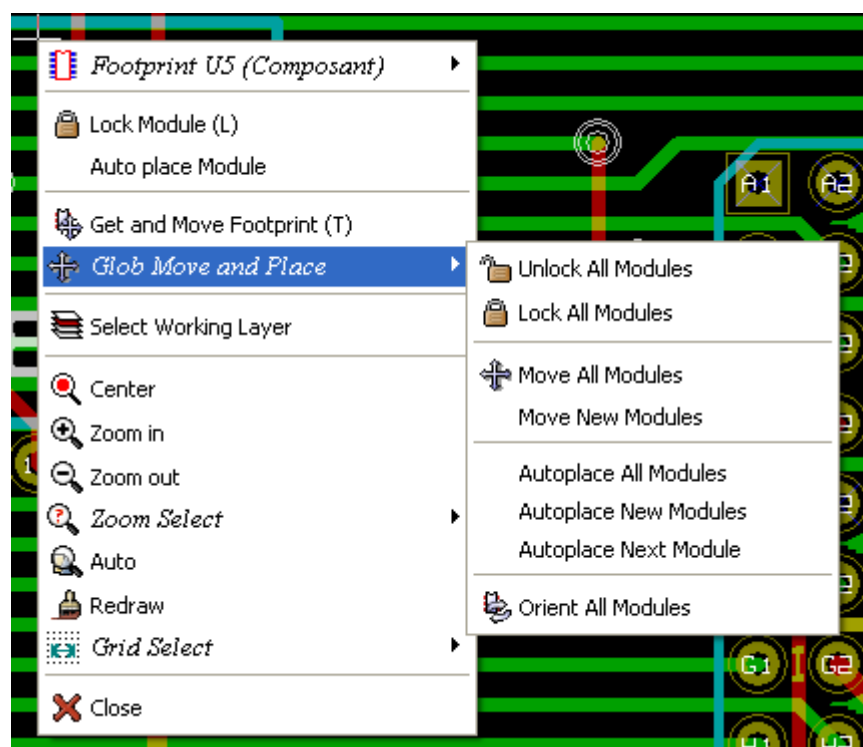 Footprint U5 (Composant)
Lock Module (L)
Auto place Module
Get and Move Footprint (T)
Glob Move and Place
Select Working Layer
Center
Zoom in
Zoom out
Zoom Select
Auto
Redraw
Grid Select
Close
Unlock All Modules
Lock All Modules
Move All Modules
Move New Modules
Autoplace All Modules
Autoplace New Modules
Autoplace Next Module
Orient All Modules
A1 A2
G1 G2
H1 H2